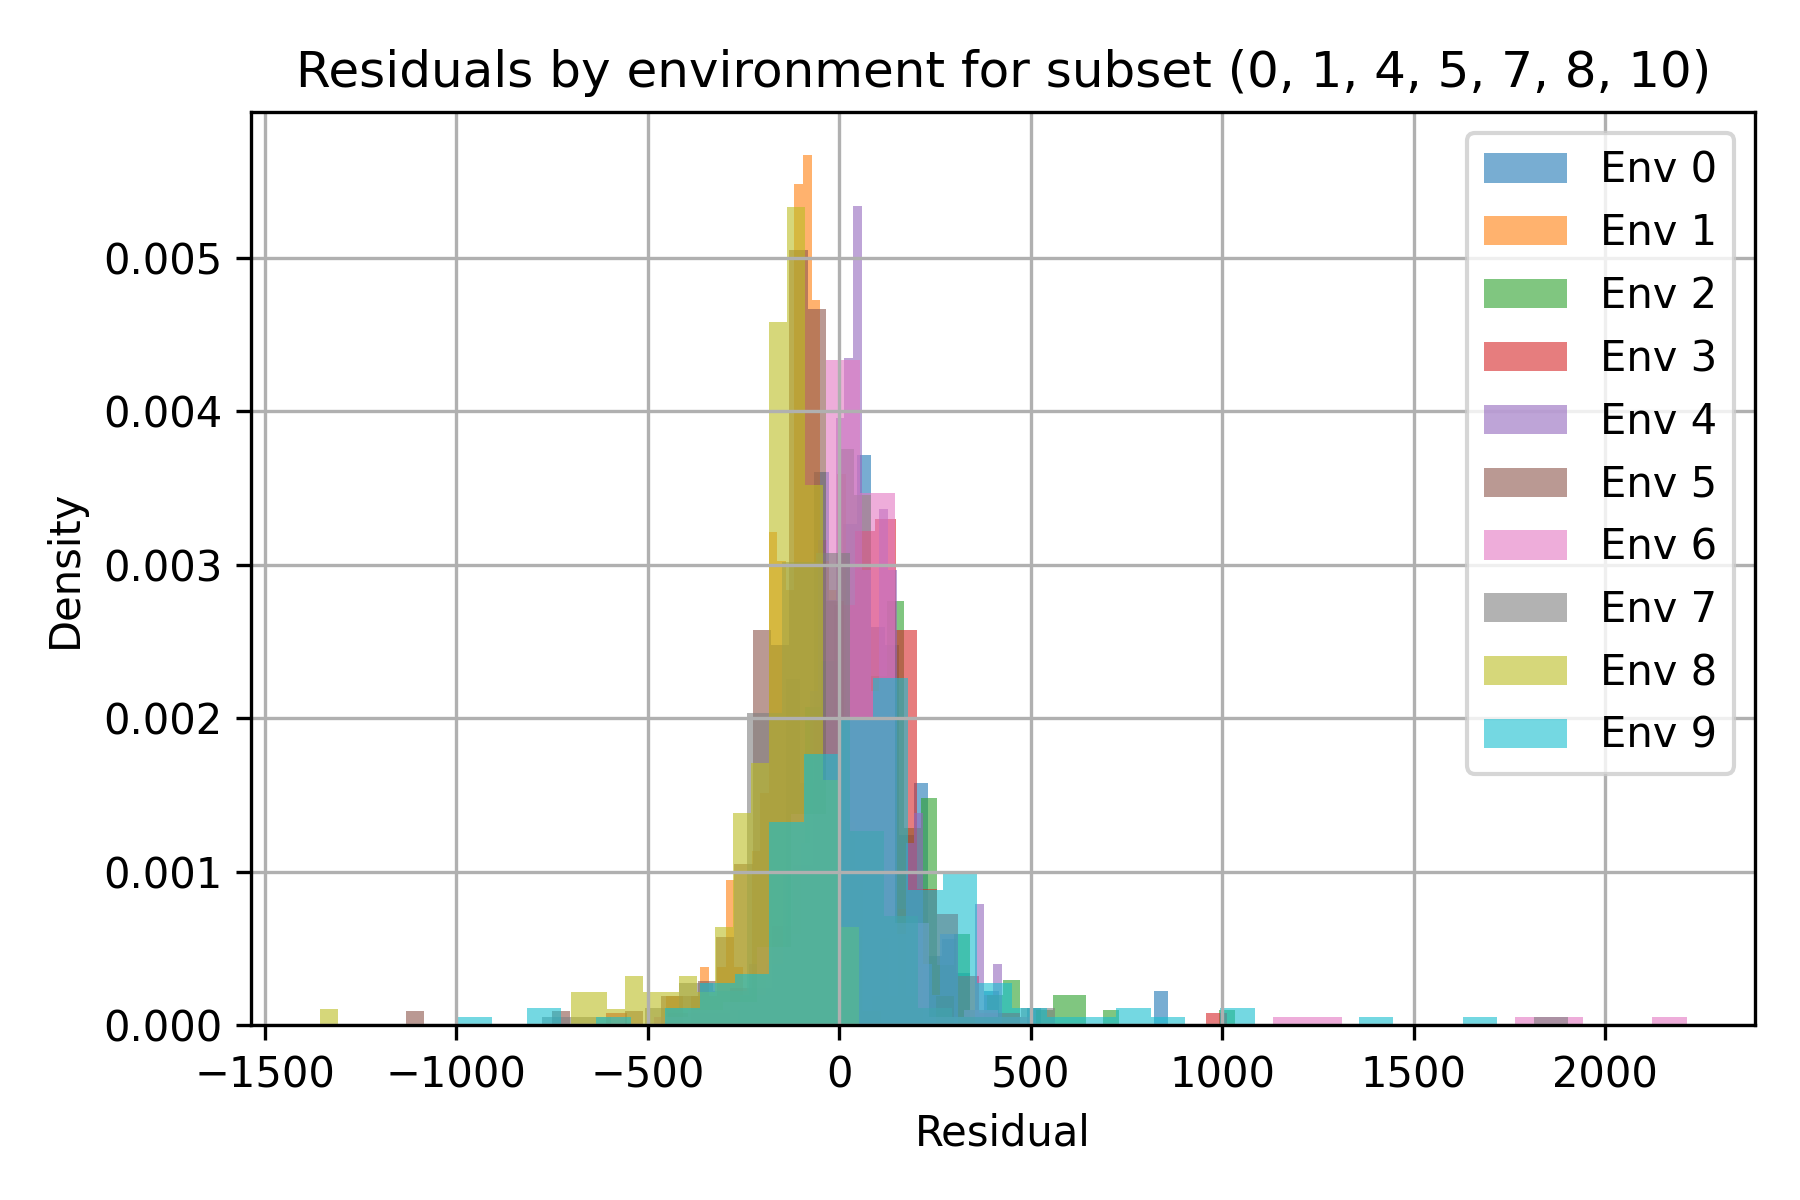 Residuals by environment for subset (0, 1, 4, 5, 7, 8, 10)
Env 0
Env 1
Env 2
Env 3
Env 4
Env 5
Env 6
Env 7
Env 8
Env 9
Density
0.005
0.004
0.003
0.002
0.001
0.000
−1500 −1000 −500 0 500 1000 1500 2000
Residual